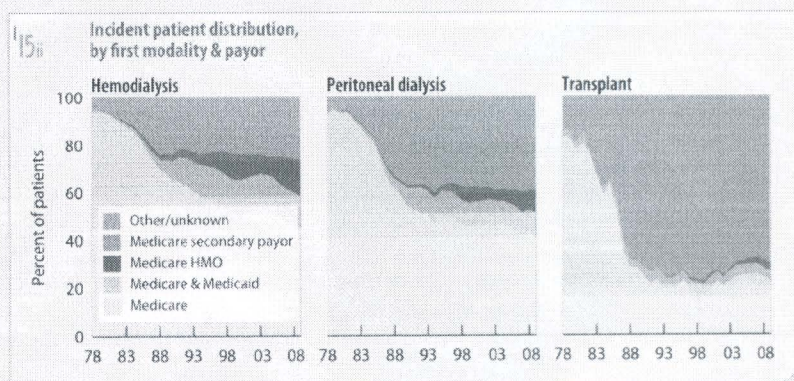 i15ii
Incident patient distribution,
by first modality & payor
Hemodialysis
Peritoneal dialysis
Transplant
Percent of patients
100
80
60
40
20
0
Other/unknown
Medicare secondary payor
Medicare HMO
Medicare & Medicaid
Medicare
78 83 88 93 98 03 08
78 83 88 93 98 03 08
78 83 88 93 98 03 08